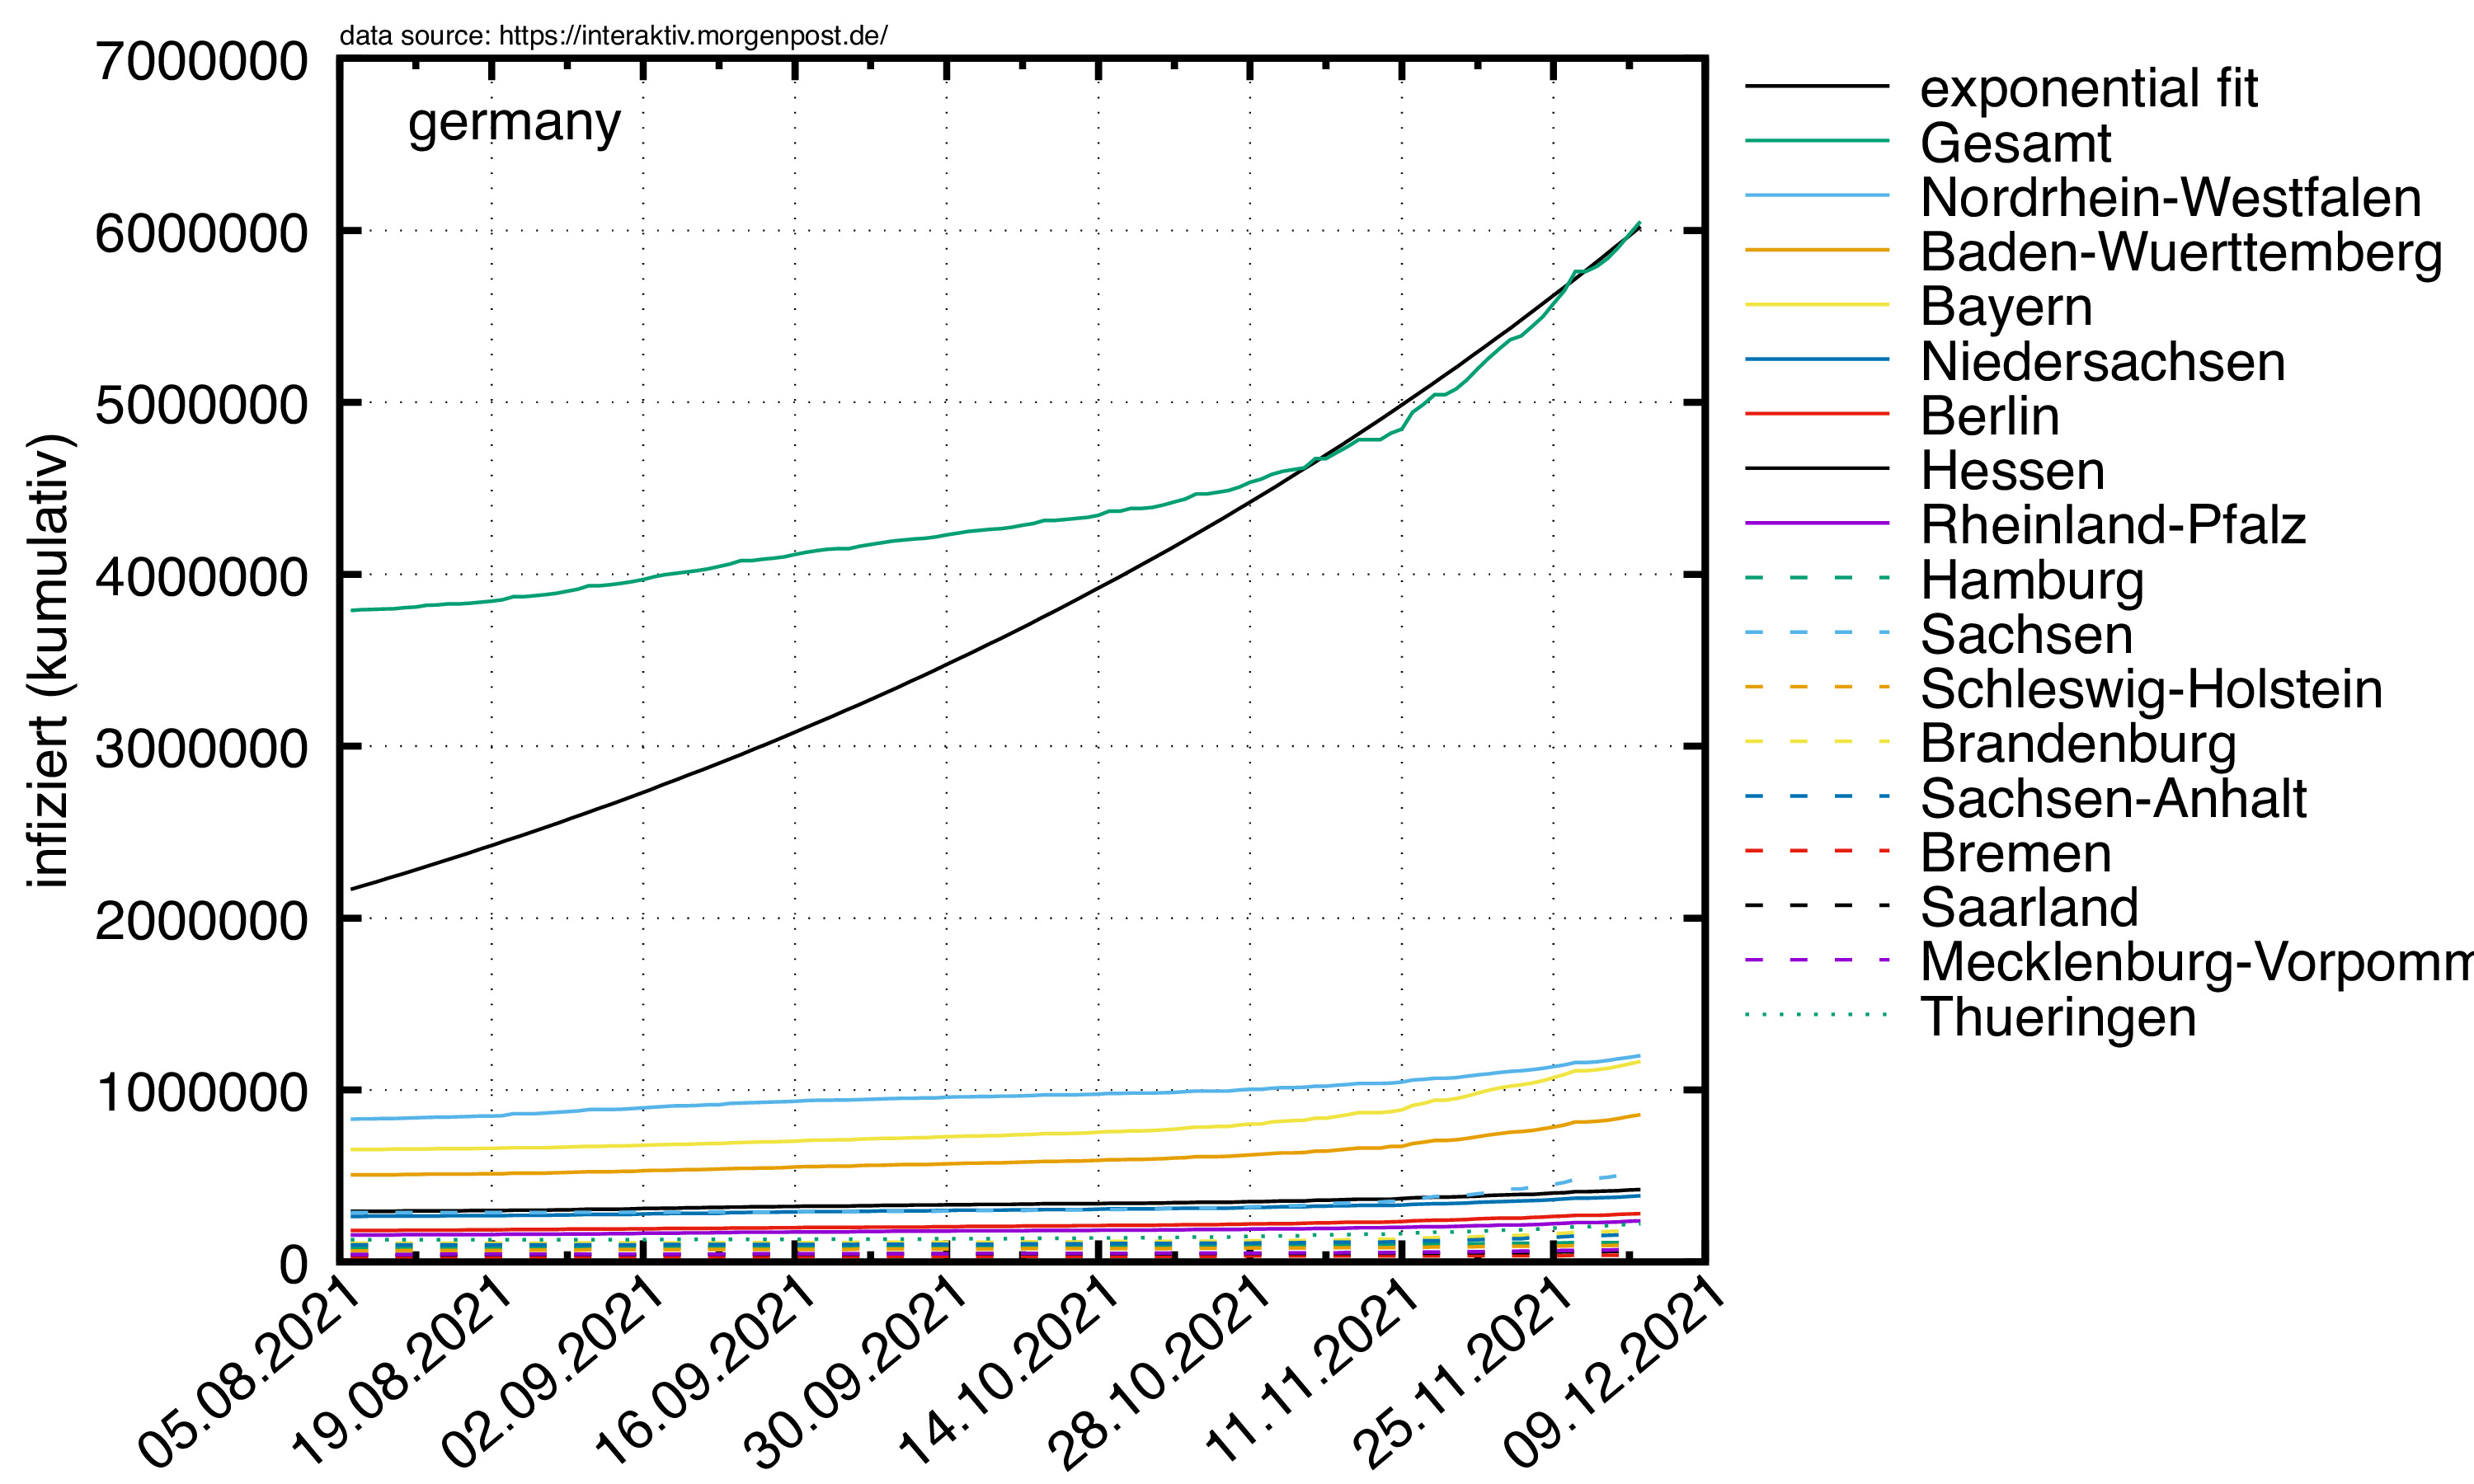 data source: https://interaktiv.morgenpost.de/
germany
infiziert (kumulativ)
7000000
6000000
5000000
4000000
3000000
2000000
1000000
0
05.08.2021
19.08.2021
02.09.2021
16.09.2021
30.09.2021
14.10.2021
28.10.2021
11.11.2021
25.11.2021
09.12.2021
exponential fit
Gesamt
Nordrhein-Westfalen
Baden-Wuerttemberg
Bayern
Niedersachsen
Berlin
Hessen
Rheinland-Pfalz
Hamburg
Sachsen
Schleswig-Holstein
Brandenburg
Sachsen-Anhalt
Bremen
Saarland
Mecklenburg-Vorpomm
Thueringen